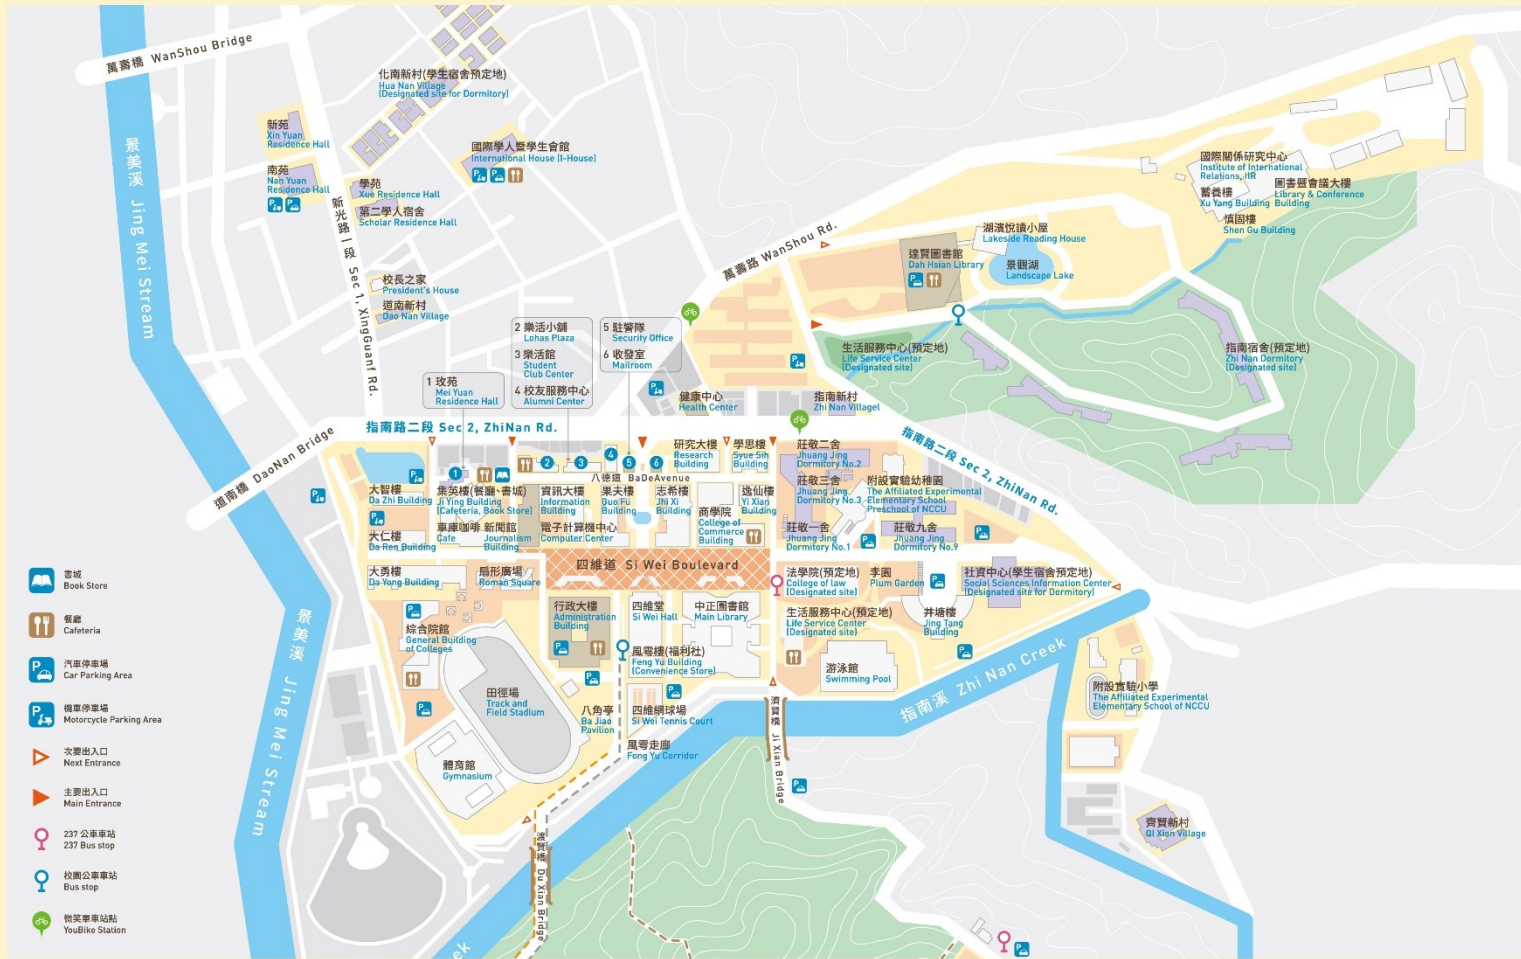 萬壽橋 WanShou Bridge
化南新村(學生宿舍預定地)
Hua Nan Village
(Designated site for Dormitory)
新苑
Xin Yuan
Residence Hall
南苑
Nan Yuan
Residence Hall
學苑
Xue Residence Hall
第二學人宿舍
Scholar Residence Hall
國際學人暨學生會館
International House (I-House)
景美溪 Jing Mei Stream
新光路一段 Sec 1, XingGuanf Rd.
校長之家
President's House
道南新村
Dao Nan Village
萬壽路 WanShou Rd.
國際關係研究中心
Institute of International
Relations, IIR
蓄養樓
Xu Yang Building
圖書暨會議大樓
Library & Conference
Building
慎固樓
Shen Gu Building
湖濱悅讀小屋
Lakeside Reading House
達賢圖書館
Dah Hsian Library
景觀湖
Landscape Lake
生活服務中心(預定地)
Life Service Center
(Designated site)
指南宿舍(預定地)
Zhi Nan Dormitory
(Designated site)
1 玫苑
Mei Yuan
Residence Hall
2 樂活小舖
Lohas Plaza
3 樂活館
Student
Club Center
4 校友服務中心
Alumni Center
5 駐警隊
Security Office
6 收發室
Mailroom
健康中心
Health Center
指南新村
Zhi Nan Villagel
道南橋 DaoNan Bridge
指南路二段 Sec 2, ZhiNan Rd.
指南路二段 Sec 2, ZhiNan Rd.
1
2
3
4
5
6
八德道 BaDeAvenue
研究大樓
Research
Building
學思樓
Syue Sih
Building
莊敬二舍
Jhuang Jing
Dormitory No.2
莊敬三舍
Jhuang Jing
Dormitory No.3
附設實驗幼稚園
The Affiliated Experimental
Elementary School
Preschool of NCCU
大智樓
Da Zhi Building
集英樓(餐廳、書城)
Ji Ying Building
(Cafeteria, Book Store)
資訊大樓
Information
Building
果夫樓
Guo Fu
Building
志希樓
Jhi Xi
Building
逸仙樓
Yi Xian
Building
商學院
College of
Commerce
Building
大仁樓
Da Ren Building
車庫咖啡
Cafe
新聞館
Journalism
Building
電子計算機中心
Computer Center
莊敬一舍
Jhuang Jing
Dormitory No.1
莊敬九舍
Jhuang Jing
Dormitory No.9
大勇樓
Da Yong Building
扇形廣場
Roman Square
四維道 Si Wei Boulevard
法學院(預定地)
College of law
(Designated site)
李園
Plum Garden
社資中心(學生宿舍預定地)
Social Sciences Information Center
(Designated site for Dormitory)
綜合院館
General Building
of Colleges
行政大樓
Administration
Building
四維堂
Si Wei Hall
中正圖書館
Main Library
生活服務中心(預定地)
Life Service Center
(Designated site)
井塘樓
Jing Tang
Building
風雩樓(福利社)
Feng Yu Building
(Convenience Store)
游泳館
Swimming Pool
田徑場
Track and
Field Stadium
八角亭
Ba Jiao
Pavilion
四維網球場
Si Wei Tennis Court
風雩走廊
Fong Yu Corridor
體育館
Gymnasium
濟賢橋 Ji Xian Bridge
指南溪 Zhi Nan Creek
附設實驗小學
The Affiliated Experimental
Elementary School of NCCU
齊賢新村
Qi Xian Village
渡賢橋 Du Xian Bridge
景美溪 Jing Mei Stream
ek
書城
Book Store
餐廳
Cafeteria
汽車停車場
Car Parking Area
機車停車場
Motorcycle Parking Area
次要出入口
Next Entrance
主要出入口
Main Entrance
237 公車車站
237 Bus stop
校園公車車站
Bus stop
微笑單車站點
YouBike Station